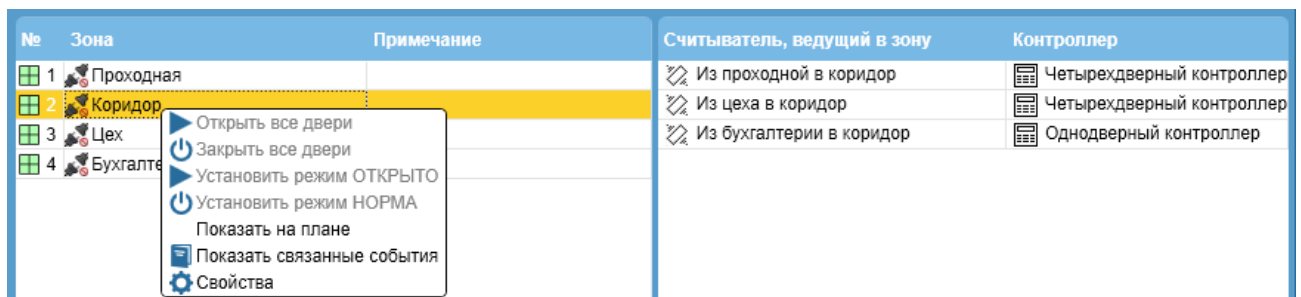 № Зона Примечание Считыватель, ведущий в зону Контроллер
1 Проходная Из проходной в коридор Четырехдверный контроллер
2 Коридор Из цеха в коридор Четырехдверный контроллер
3 Цех Из бухгалтерии в коридор Однодверный контроллер
4 Бухгалте
Открыть все двери
Закрыть все двери
Установить режим ОТКРЫТО
Установить режим НОРМА
Показать на плане
Показать связанные события
Свойства